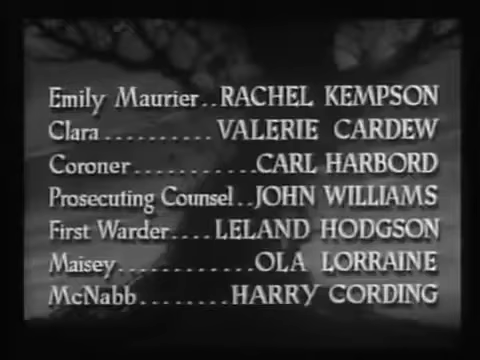 Emily Maurier..RACHEL KEMPSON
Clara..........VALERIE CARDEW
Coroner...........CARL HARBORD
Prosecuting Counsel..JOHN WILLIAMS
First Warder....LELAND HODGSON
Maisey............OLA LORRAINE
McNabb........HARRY CORDING